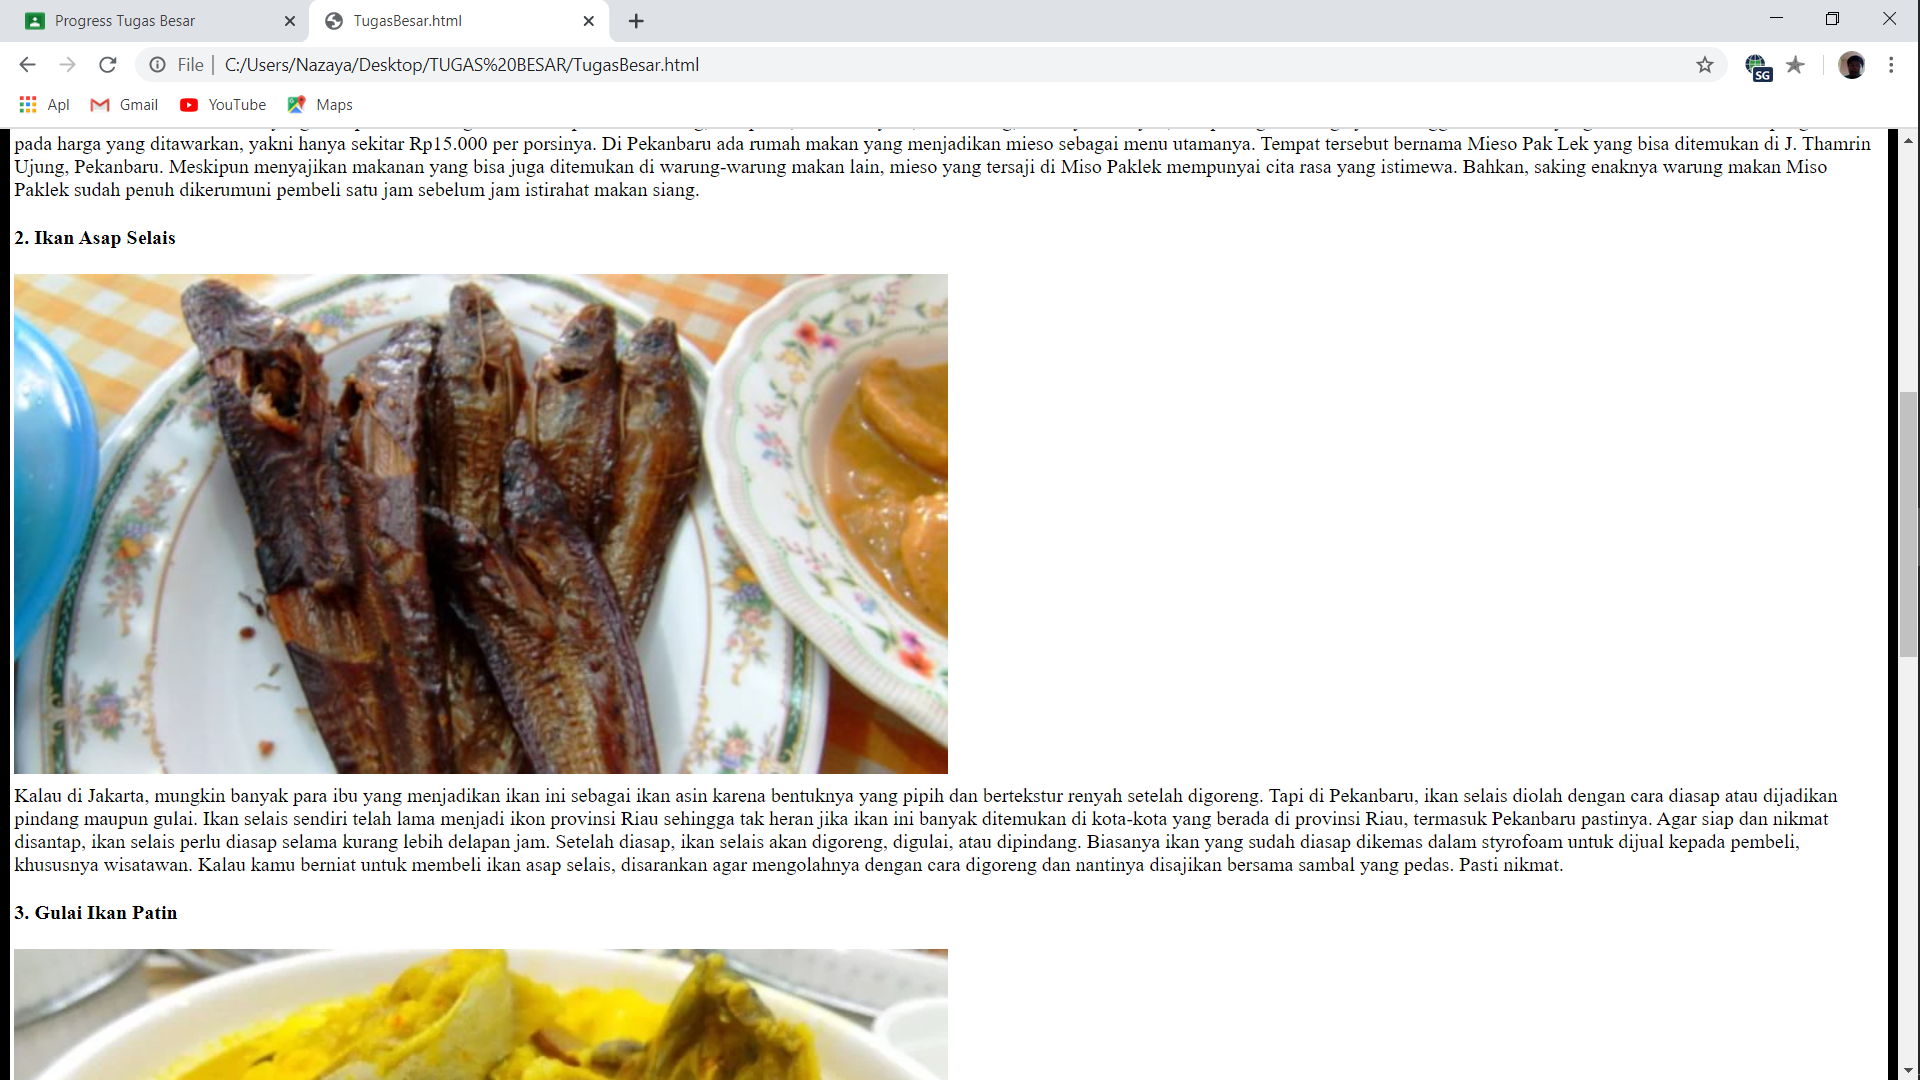 Progress Tugas Besar
TugasBesar.html
File
C:/Users/Nazaya/Desktop/TUGAS%20BESAR/TugasBesar.html
SG
Apl
Gmail
YouTube
Maps
pada harga yang ditawarkan, yakni hanya sekitar Rp15.000 per porsinya. Di Pekanbaru ada rumah makan yang menjadikan mieso sebagai menu utamanya. Tempat tersebut bernama Mieso Pak Lek yang bisa ditemukan di J. Thamrin
Ujung, Pekanbaru. Meskipun menyajikan makanan yang bisa juga ditemukan di warung-warung makan lain, mieso yang tersaji di Miso Paklek mempunyai cita rasa yang istimewa. Bahkan, saking enaknya warung makan Miso
Paklek sudah penuh dikerumuni pembeli satu jam sebelum jam istirahat makan siang.
2. Ikan Asap Selais
Kalau di Jakarta, mungkin banyak para ibu yang menjadikan ikan ini sebagai ikan asin karena bentuknya yang pipih dan bertekstur renyah setelah digoreng. Tapi di Pekanbaru, ikan selais diolah dengan cara diasap atau dijadikan
pindang maupun gulai. Ikan selais sendiri telah lama menjadi ikon provinsi Riau sehingga tak heran jika ikan ini banyak ditemukan di kota-kota yang berada di provinsi Riau, termasuk Pekanbaru pastinya. Agar siap dan nikmat
disantap, ikan selais perlu diasap selama kurang lebih delapan jam. Setelah diasap, ikan selais akan digoreng, digulai, atau dipindang. Biasanya ikan yang sudah diasap dikemas dalam styrofoam untuk dijual kepada pembeli,
khususnya wisatawan. Kalau kamu berniat untuk membeli ikan asap selais, disarankan agar mengolahnya dengan cara digoreng dan nantinya disajikan bersama sambal yang pedas. Pasti nikmat.
3. Gulai Ikan Patin